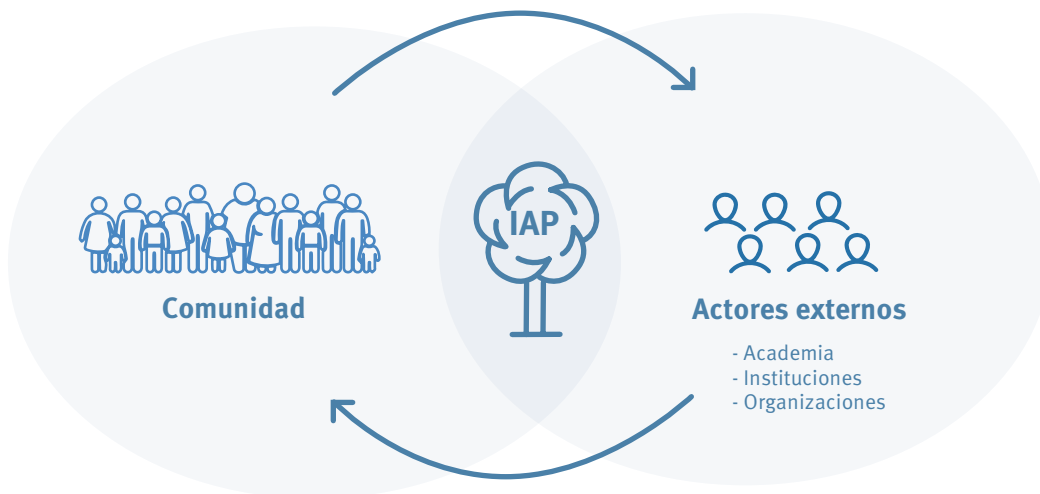 IAP
Comunidad
Actores externos
- Academia
- Instituciones
- Organizaciones